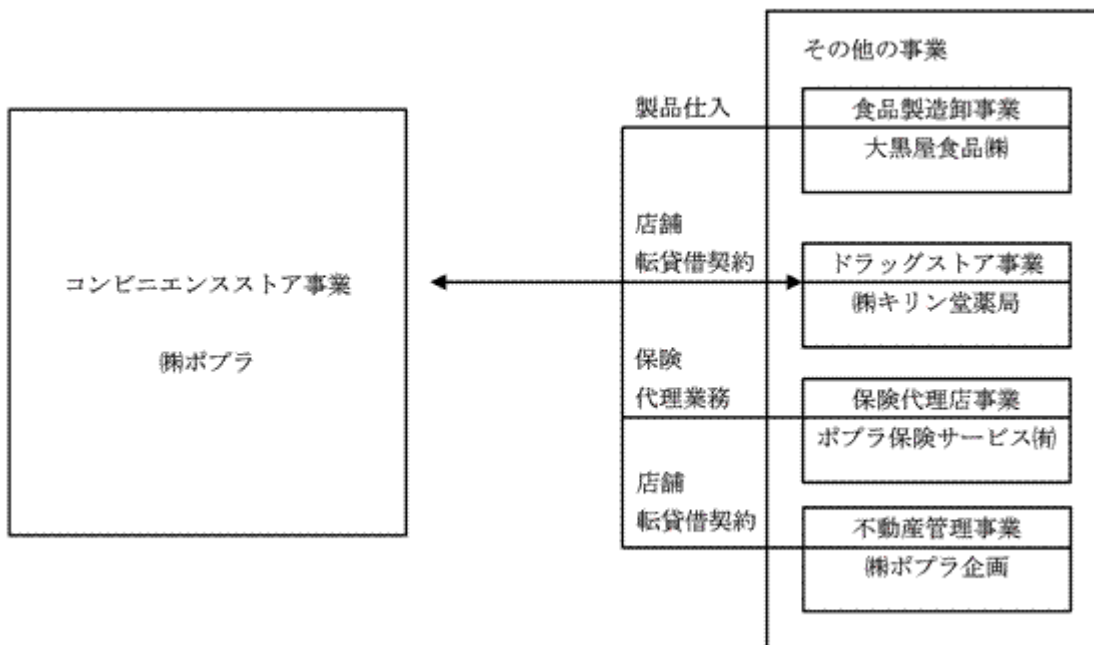 その他の事業
製品仕入
食品製造卸事業
大黒屋食品㈱
店舗
転貸借契約
ドラッグストア事業
㈱キリン堂薬局
コンビニエンスストア事業
㈱ポプラ
保険
代理業務
保険代理店事業
ポプラ保険サービス㈲
店舗
転貸借契約
不動産管理事業
㈱ポプラ企画